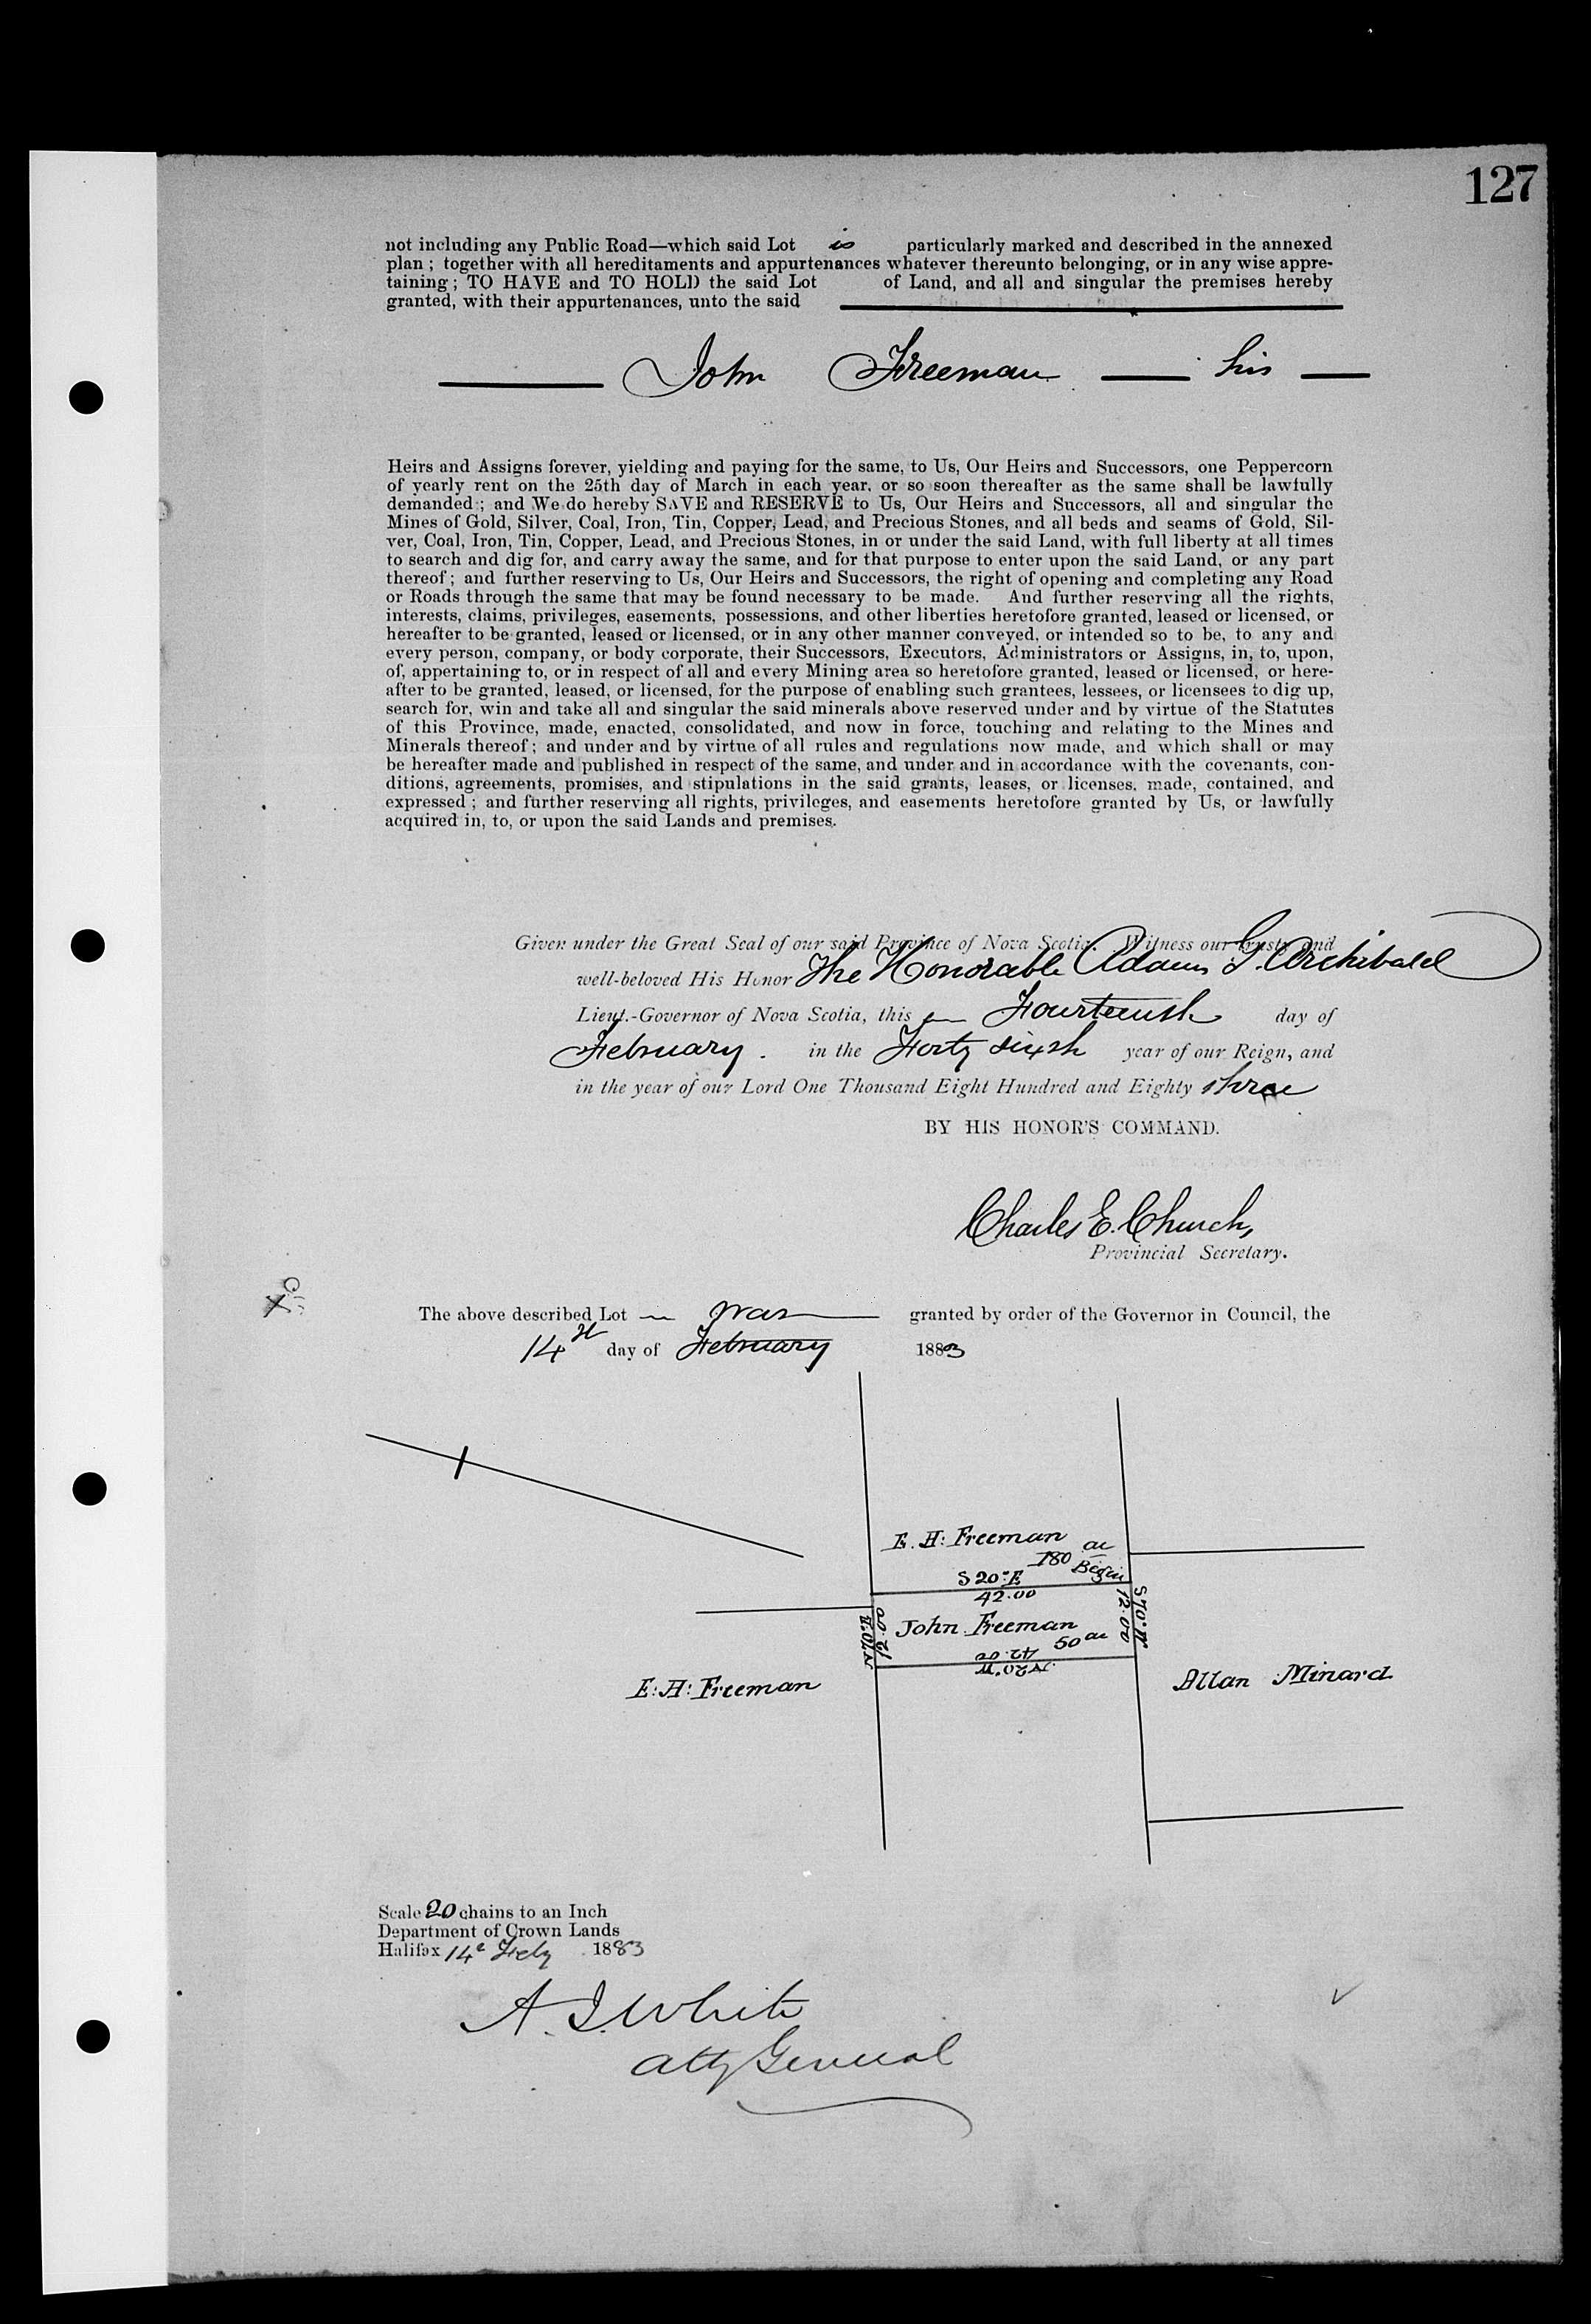 127
not including any Public Road—which said Lot is particularly marked and described in the annexed
plan; together with all hereditaments and appurtenances whatever thereunto belonging, or in any wise appre-
taining; TO HAVE and TO HOLD the said Lot of Land, and all and singular the premises hereby
granted, with their appurtenances, unto the said
John Freeman his
Heirs and Assigns forever, yielding and paying for the same, to Us, Our Heirs and Successors, one Peppercorn
of yearly rent on the 25th day of March in each year, or so soon thereafter as the same shall be lawfully
demanded; and We do hereby SAVE and RESERVE to Us, Our Heirs and Successors, all and singular the
Mines of Gold, Silver, Coal, Iron, Tin, Copper, Lead, and Precious Stones, and all beds and seams of Gold, Sil-
ver, Coal, Iron, Tin, Copper, Lead, and Precious Stones, in or under the said Land, with full liberty at all times
to search and dig for, and carry away the same, and for that purpose to enter upon the said Land, or any part
thereof; and further reserving to Us, Our Heirs and Successors, the right of opening and completing any Road
or Roads through the same that may be found necessary to be made. And further reserving all the rights,
interests, claims, privileges, easements, possessions, and other liberties heretofore granted, leased or licensed, or
hereafter to be granted, leased or licensed, or in any other manner conveyed, or intended so to be, to any and
every person, company, or body corporate, their Successors, Executors, Administrators or Assigns, in, to, upon,
of, appertaining to, or in respect of all and every Mining area so heretofore granted, leased or licensed, or here-
after to be granted, leased, or licensed, for the purpose of enabling such grantees, lessees, or licensees to dig up,
search for, win and take all and singular the said minerals above reserved under and by virtue of the Statutes
of this Province, made, enacted, consolidated, and now in force, touching and relating to the Mines and
Minerals thereof; and under and by virtue of all rules and regulations now made, and which shall or may
be hereafter made and published in respect of the same, and under and in accordance with the covenants, con-
ditions, agreements, promises, and stipulations in the said grants, leases, or licenses, made, contained, and
expressed; and further reserving all rights, privileges, and easements heretofore granted by Us, or lawfully
acquired in, to, or upon the said Lands and premises.
Given under the Great Seal of our said Province of Nova Scotia. Witness our trusty and
well-beloved His Honor The Honorable Adams G. Archibald
Lieut.-Governor of Nova Scotia, this Fourteenth day of
February in the Forty sixth year of our Reign, and
in the year of our Lord One Thousand Eight Hundred and Eighty three
BY HIS HONOR'S COMMAND.
Charles E. Church,
Provincial Secretary.
The above described Lot was granted by order of the Governor in Council, the
14th day of February 1883
E. H: Freeman
180 ac
Begin
S 20° E
42.00
S 70° W
12.00
John Freeman
50 ac
N 70° E
12.00
N 20° W
42.00
E: H: Freeman
Allan Minard
Scale 20 chains to an Inch
Department of Crown Lands
Halifax 14e Feby 1883
A. J. White
Atty General